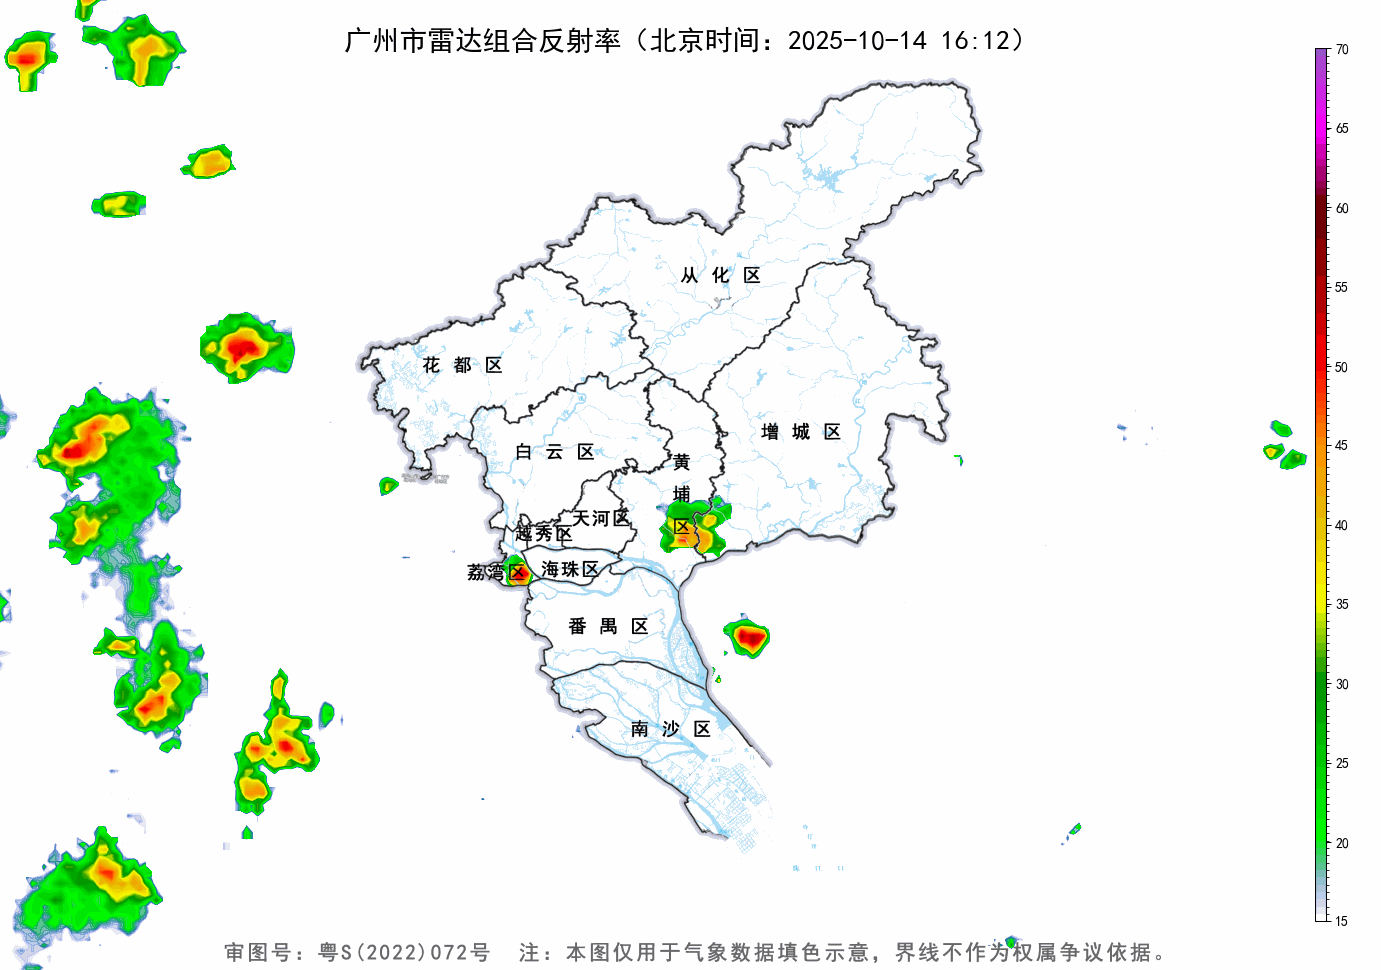 广州市雷达组合反射率（北京时间：2025-10-14 16:12）
70
65
60
55
50
45
40
35
30
25
20
15
从化区
花都区
增城区
白云区
黄埔区
天河区
越秀区
荔湾区
海珠区
番禺区
南沙区
审图号：粤S(2022)072号 注：本图仅用于气象数据填色示意，界线不作为权属争议依据。